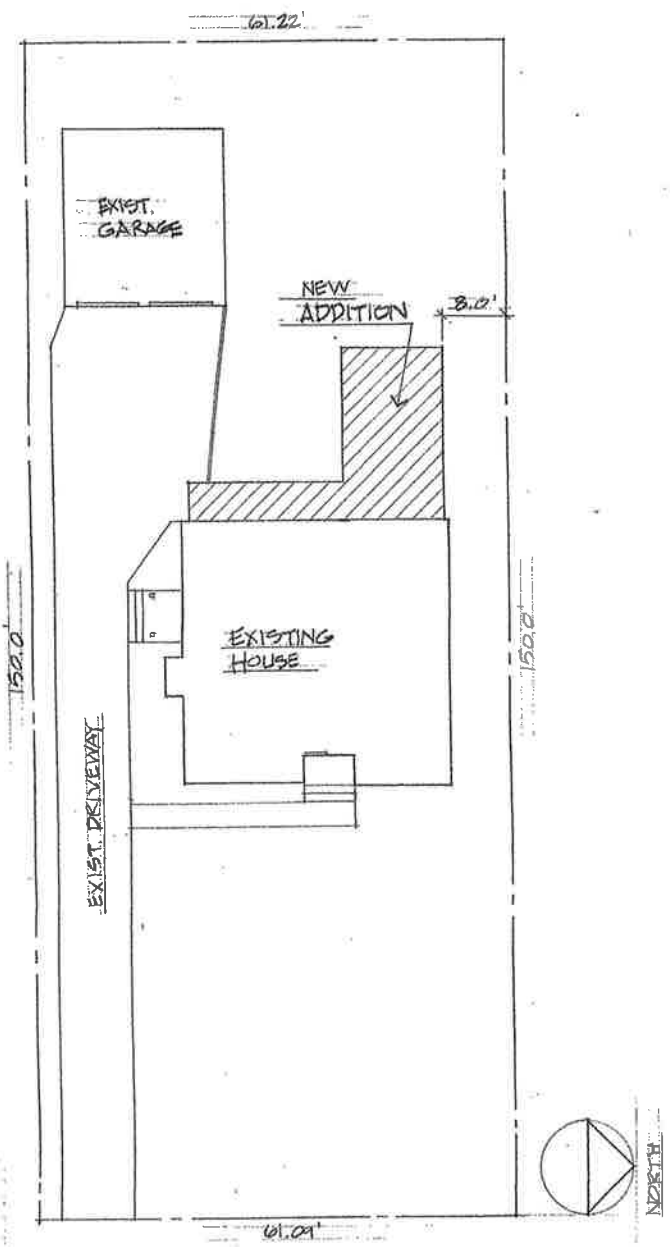 61.22'
EXIST.
GARAGE
NEW
ADDITION
8.0'
150.0'
EXISTING
HOUSE
150.0'
EXIST. DRIVEWAY
61.09'
NORTH